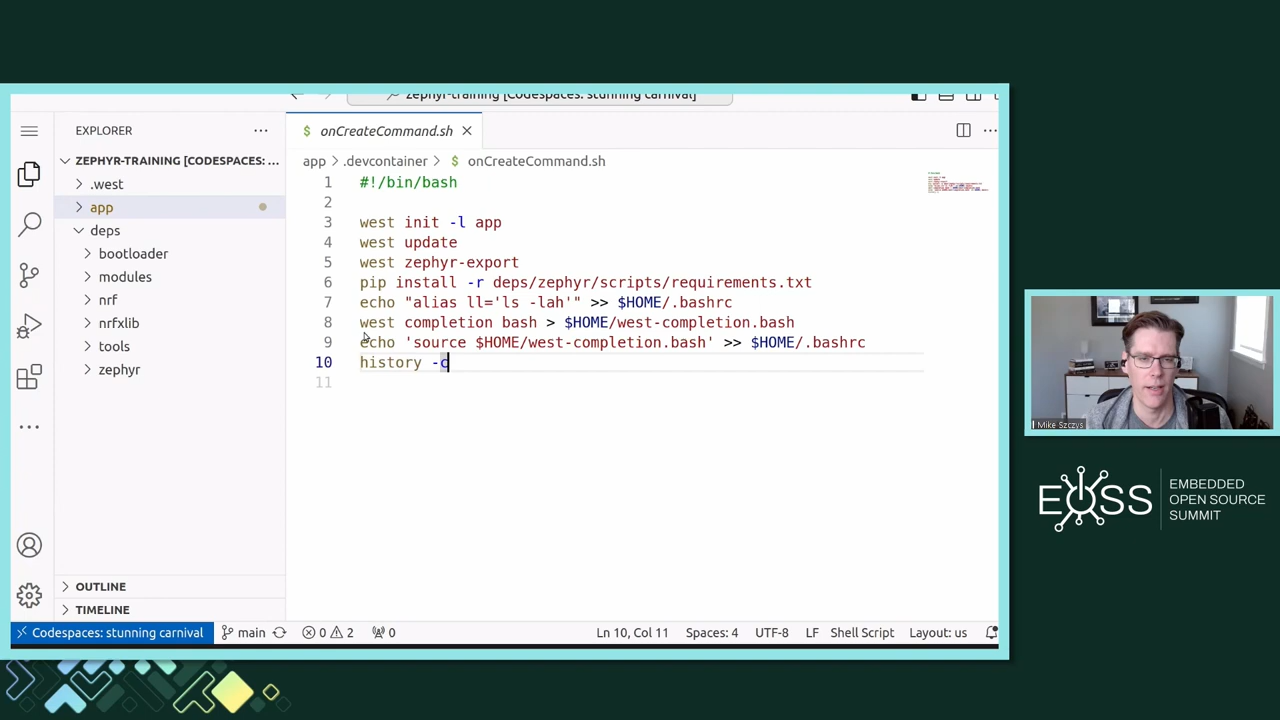 zephyr-training [Codespaces: stunning carnival]
EXPLORER
onCreateCommand.sh
ZEPHYR-TRAINING [CODESPACES: ...
.west
app
deps
bootloader
modules
nrf
nrfxlib
tools
zephyr
OUTLINE
TIMELINE
app > .devcontainer > $ onCreateCommand.sh
1 #!/bin/bash
2
3 west init -l app
4 west update
5 west zephyr-export
6 pip install -r deps/zephyr/scripts/requirements.txt
7 echo "alias ll='ls -lah'" >> $HOME/.bashrc
8 west completion bash > $HOME/west-completion.bash
9 echo 'source $HOME/west-completion.bash' >> $HOME/.bashrc
10 history -c
11
Codespaces: stunning carnival main 0 2 0 Ln 10, Col 11 Spaces: 4 UTF-8 LF Shell Script Layout: us
Mike Szczys
EOSS
EMBEDDED
OPEN SOURCE
SUMMIT